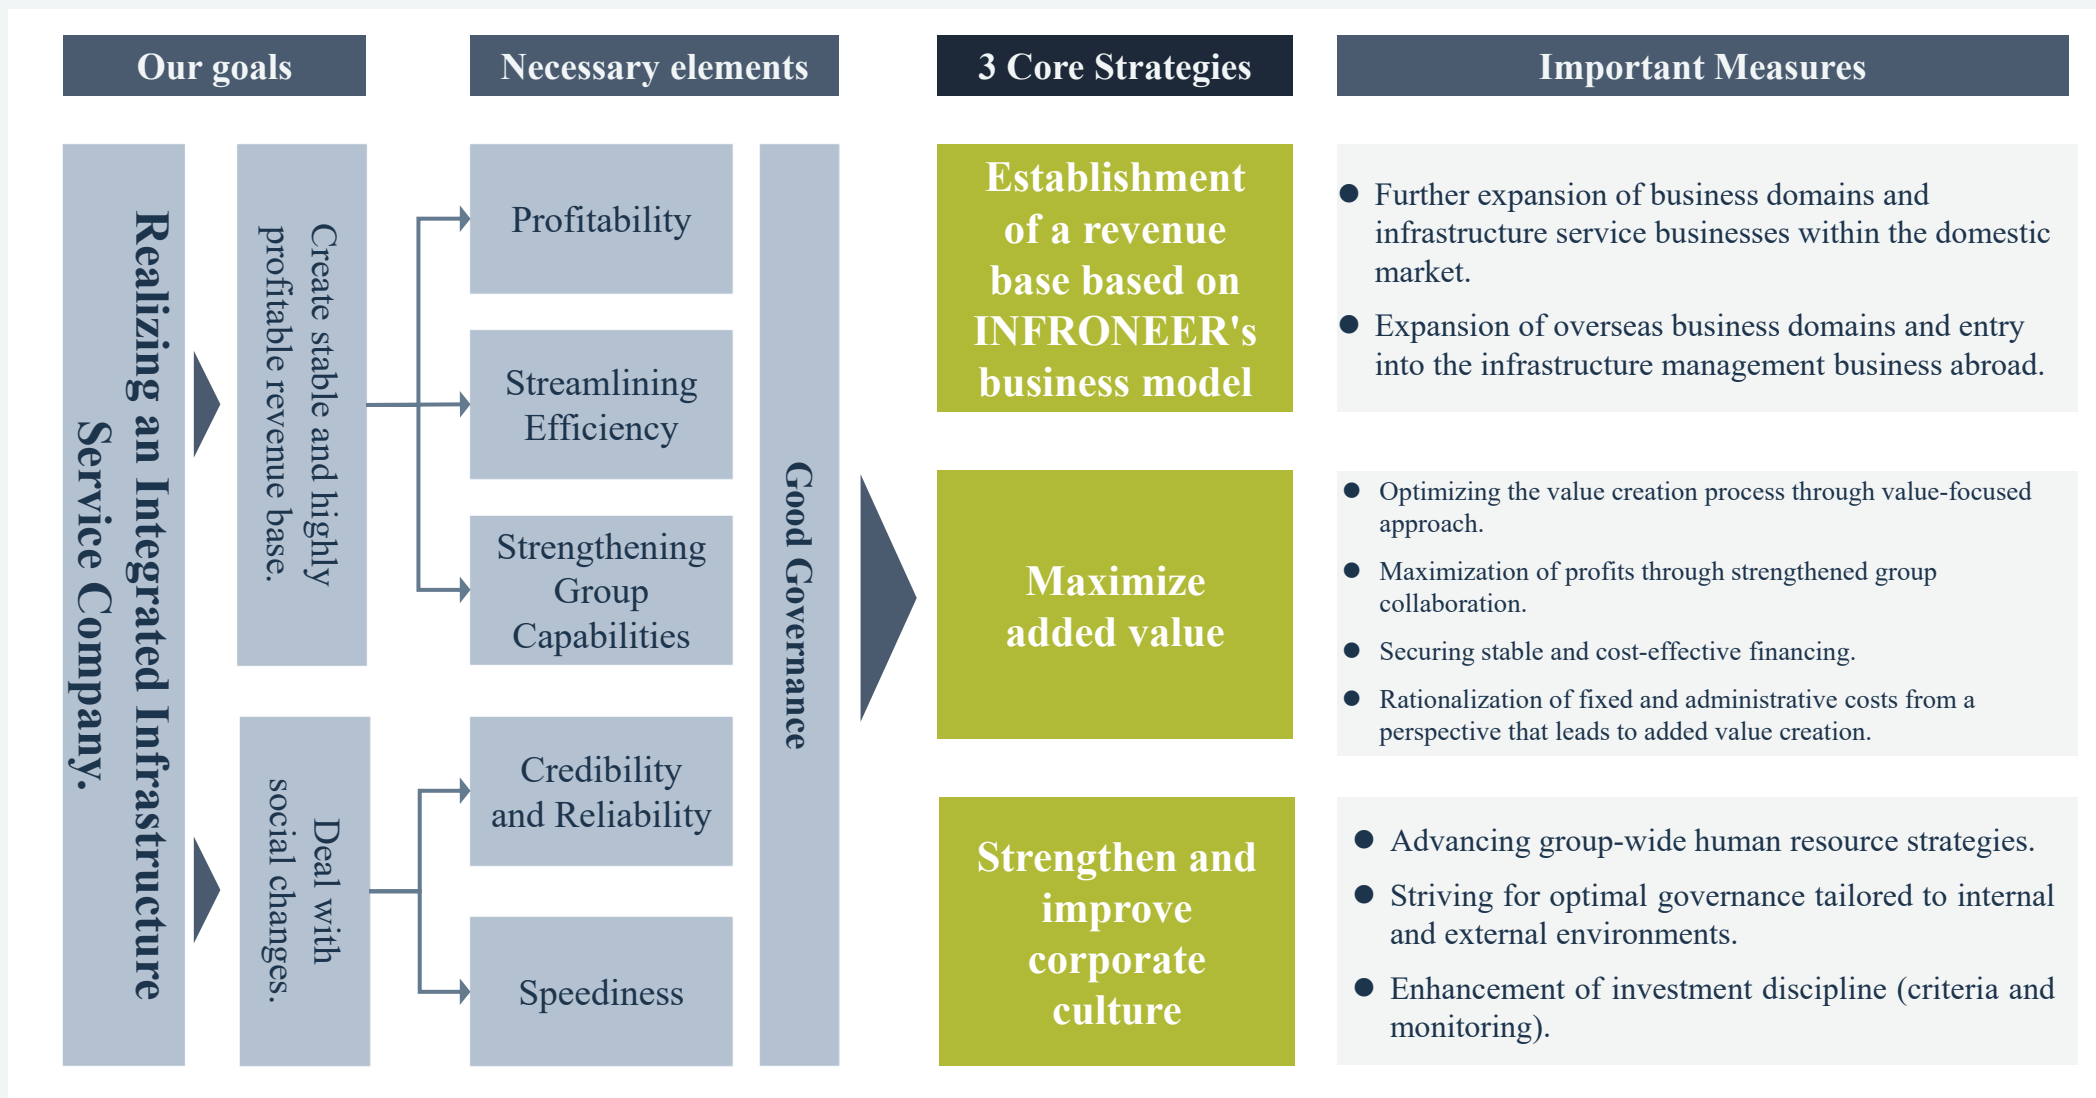 Our goals
Necessary elements
3 Core Strategies
Important Measures
Realizing an Integrated Infrastructure
Service Company.
Create stable and highly
profitable revenue base.
Deal with
social changes.
Profitability
Streamlining
Efficiency
Strengthening
Group
Capabilities
Credibility
and Reliability
Speediness
Good Governance
Establishment
of a revenue
base based on
INFRONEER's
business model
Further expansion of business domains and
infrastructure service businesses within the domestic
market.
Expansion of overseas business domains and entry
into the infrastructure management business abroad.
Maximize
added value
Optimizing the value creation process through value-focused
approach.
Maximization of profits through strengthened group
collaboration.
Securing stable and cost-effective financing.
Rationalization of fixed and administrative costs from a
perspective that leads to added value creation.
Strengthen and
improve
corporate
culture
Advancing group-wide human resource strategies.
Striving for optimal governance tailored to internal
and external environments.
Enhancement of investment discipline (criteria and
monitoring).